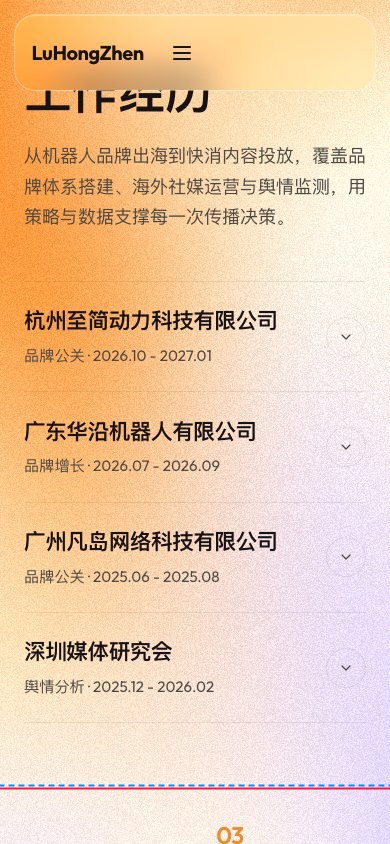 LuHongZhen
工作经历
从机器人品牌出海到快消内容投放，覆盖品
牌体系搭建、海外社媒运营与舆情监测，用
策略与数据支撑每一次传播决策。
杭州至简动力科技有限公司
品牌公关 · 2026.10 - 2027.01
广东华沿机器人有限公司
品牌增长 · 2026.07 - 2026.09
广州凡岛网络科技有限公司
品牌公关 · 2025.06 - 2025.08
深圳媒体研究会
舆情分析 · 2025.12 - 2026.02
03